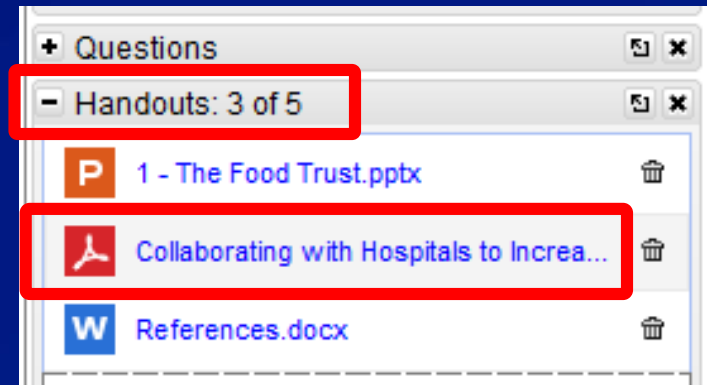 Questions
Handouts: 3 of 5
P 1 - The Food Trust.pptx
Collaborating with Hospitals to Increa...
W References.docx